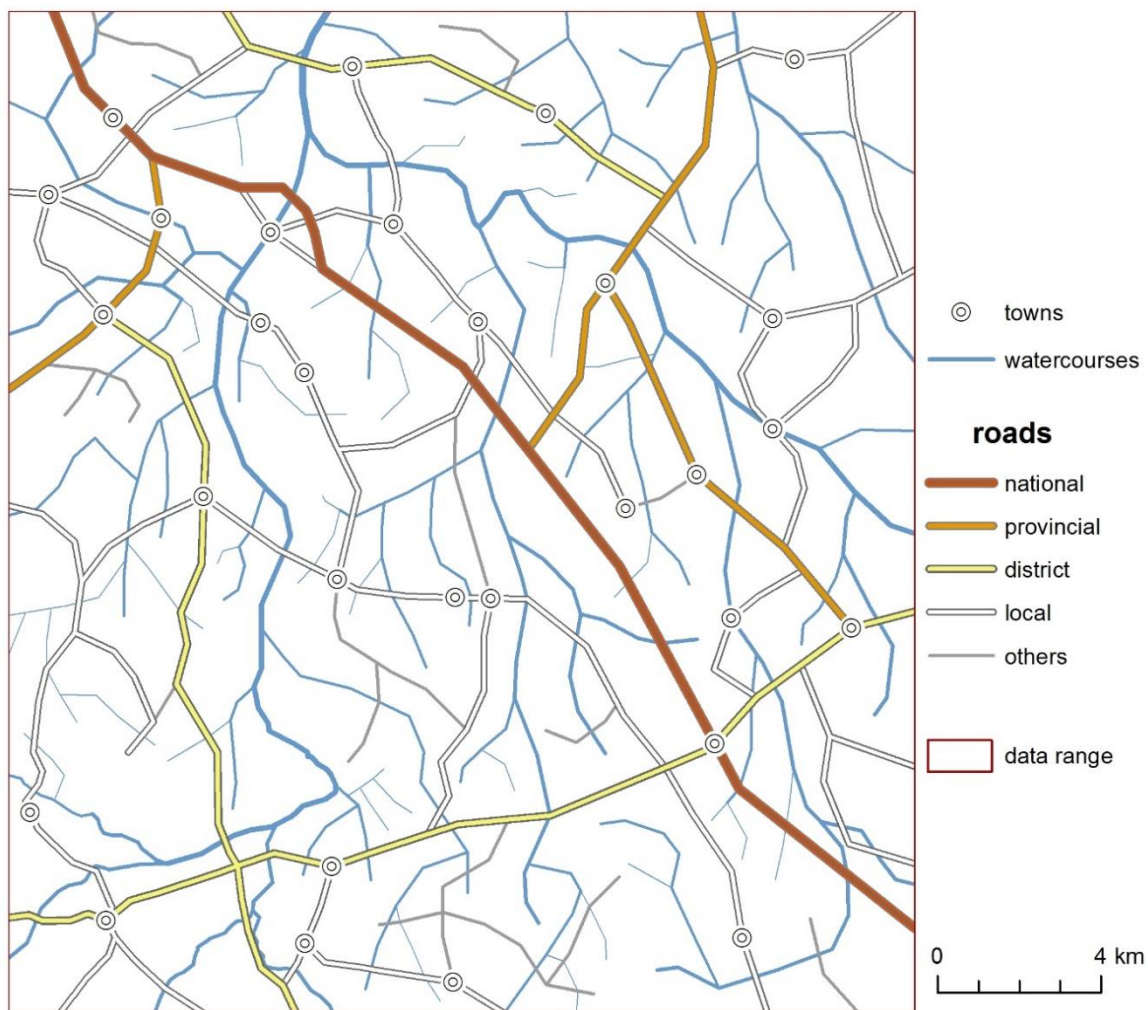 towns
watercourses
roads
national
provincial
district
local
others
data range
0 4 km